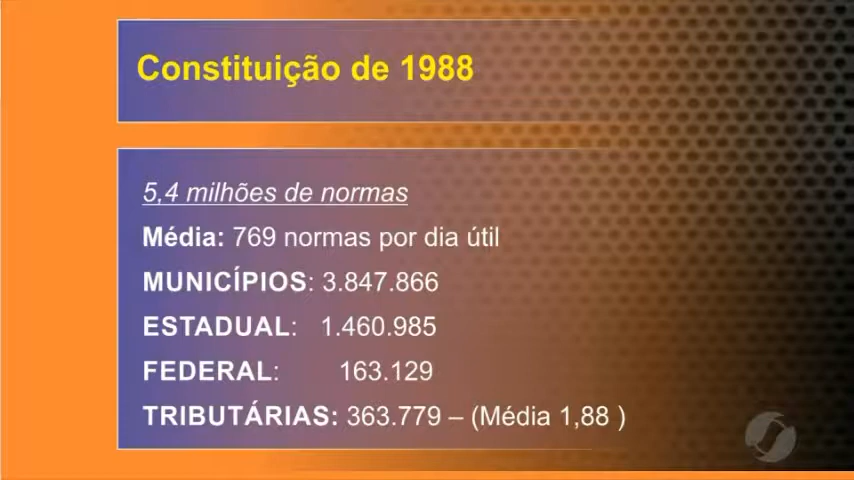 Constituição de 1988
5,4 milhões de normas
Média: 769 normas por dia útil
MUNICÍPIOS: 3.847.866
ESTADUAL: 1.460.985
FEDERAL: 163.129
TRIBUTÁRIAS: 363.779 – (Média 1,88 )